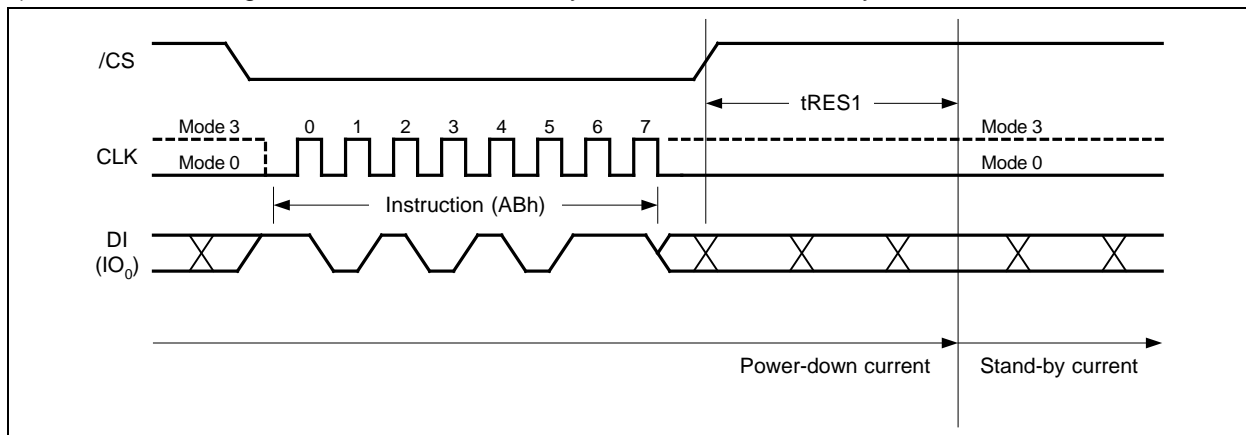 /CS
tRES1
Mode 3 0 1 2 3 4 5 6 7 Mode 3
CLK
Mode 0 Mode 0
Instruction (ABh)
DI
(IO₀)
Power-down current Stand-by current